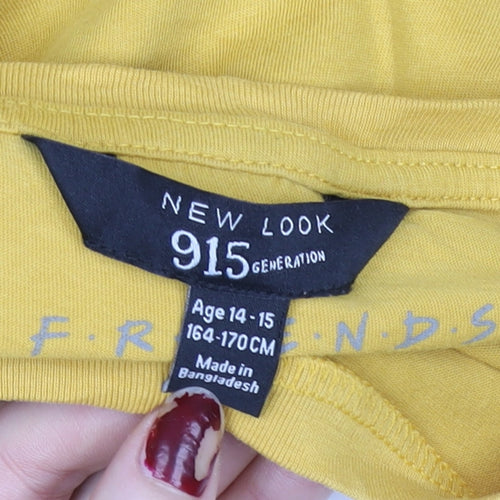 NEW LOOK
915 GENERATION
Age 14-15
164-170CM
Made in
Bangladesh
F·R· E·N·D·S